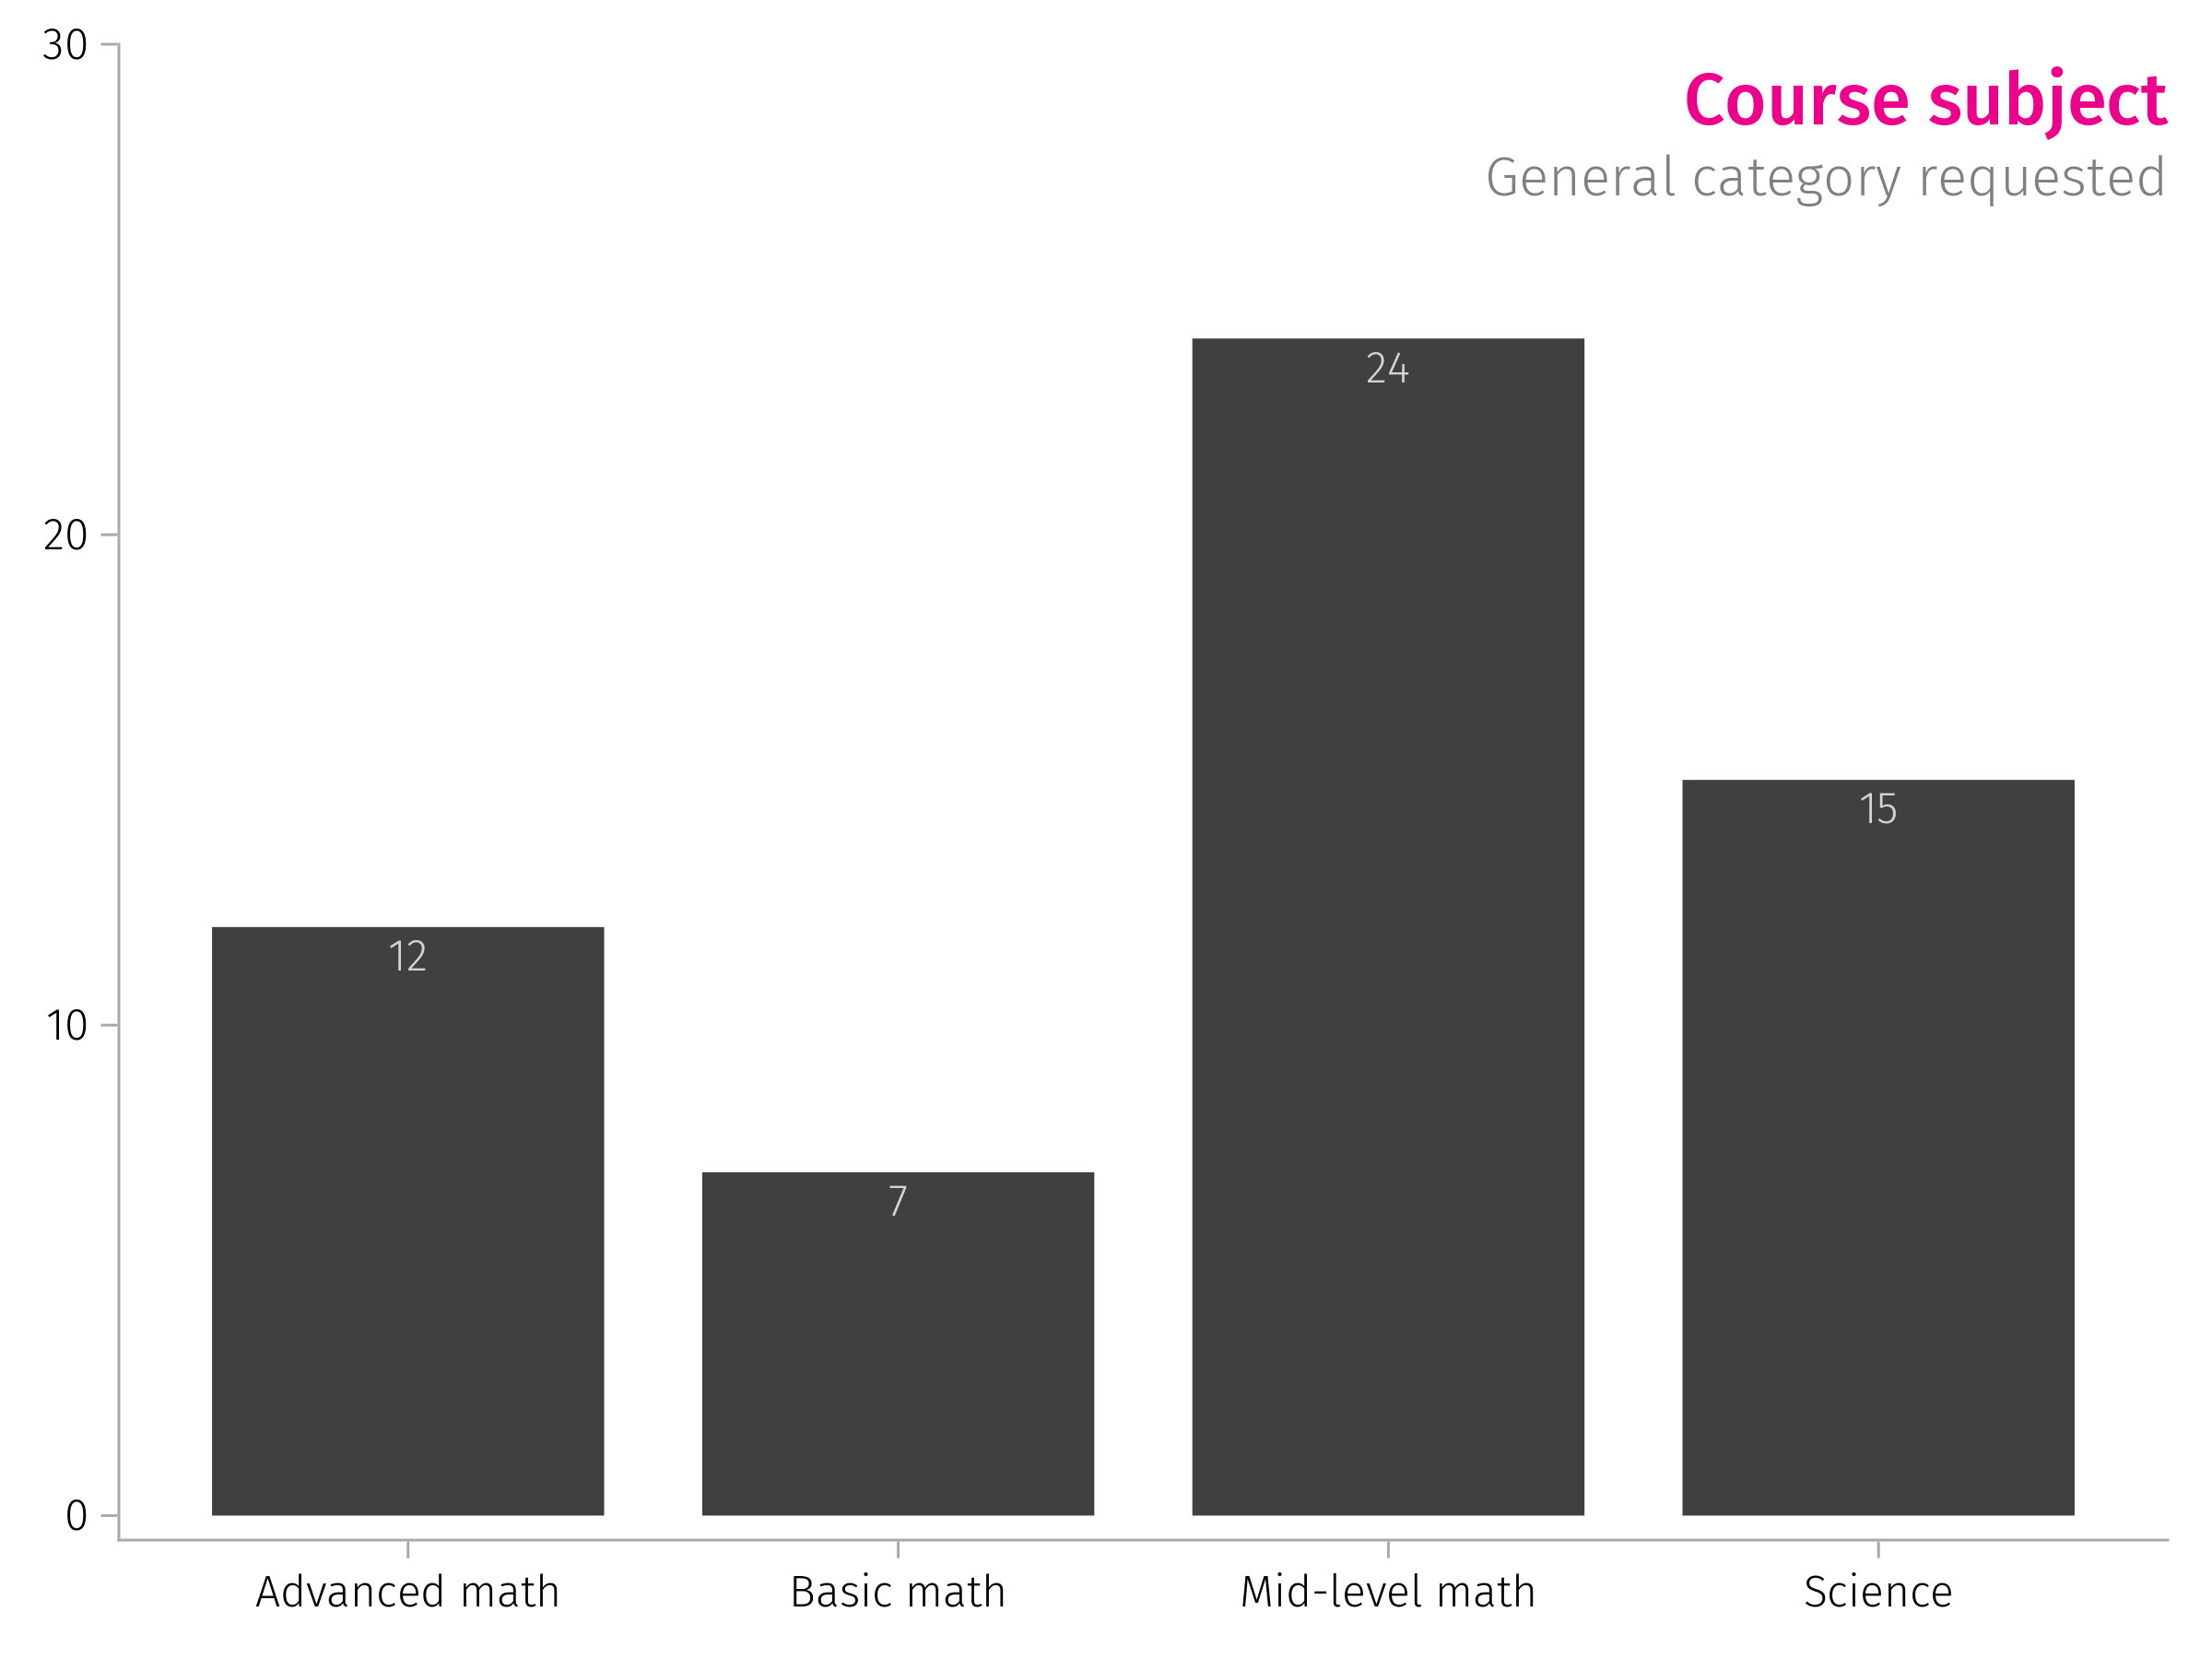 Course subject
General category requested
30
20
10
0
12
7
24
15
Advanced math
Basic math
Mid-level math
Science